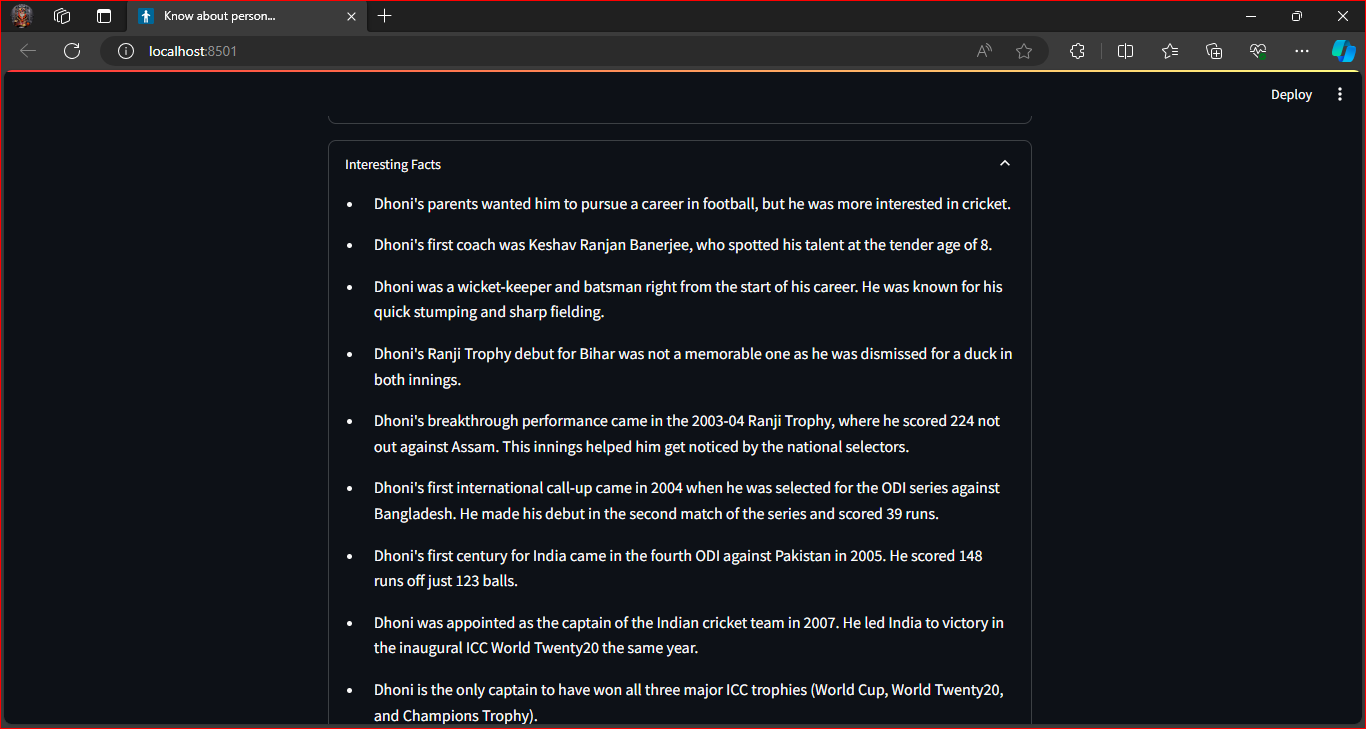 Know about person...
localhost:8501
Deploy
Interesting Facts
Dhoni's parents wanted him to pursue a career in football, but he was more interested in cricket.
Dhoni's first coach was Keshav Ranjan Banerjee, who spotted his talent at the tender age of 8.
Dhoni was a wicket-keeper and batsman right from the start of his career. He was known for his
quick stumping and sharp fielding.
Dhoni's Ranji Trophy debut for Bihar was not a memorable one as he was dismissed for a duck in
both innings.
Dhoni's breakthrough performance came in the 2003-04 Ranji Trophy, where he scored 224 not
out against Assam. This innings helped him get noticed by the national selectors.
Dhoni's first international call-up came in 2004 when he was selected for the ODI series against
Bangladesh. He made his debut in the second match of the series and scored 39 runs.
Dhoni's first century for India came in the fourth ODI against Pakistan in 2005. He scored 148
runs off just 123 balls.
Dhoni was appointed as the captain of the Indian cricket team in 2007. He led India to victory in
the inaugural ICC World Twenty20 the same year.
Dhoni is the only captain to have won all three major ICC trophies (World Cup, World Twenty20,
and Champions Trophy).